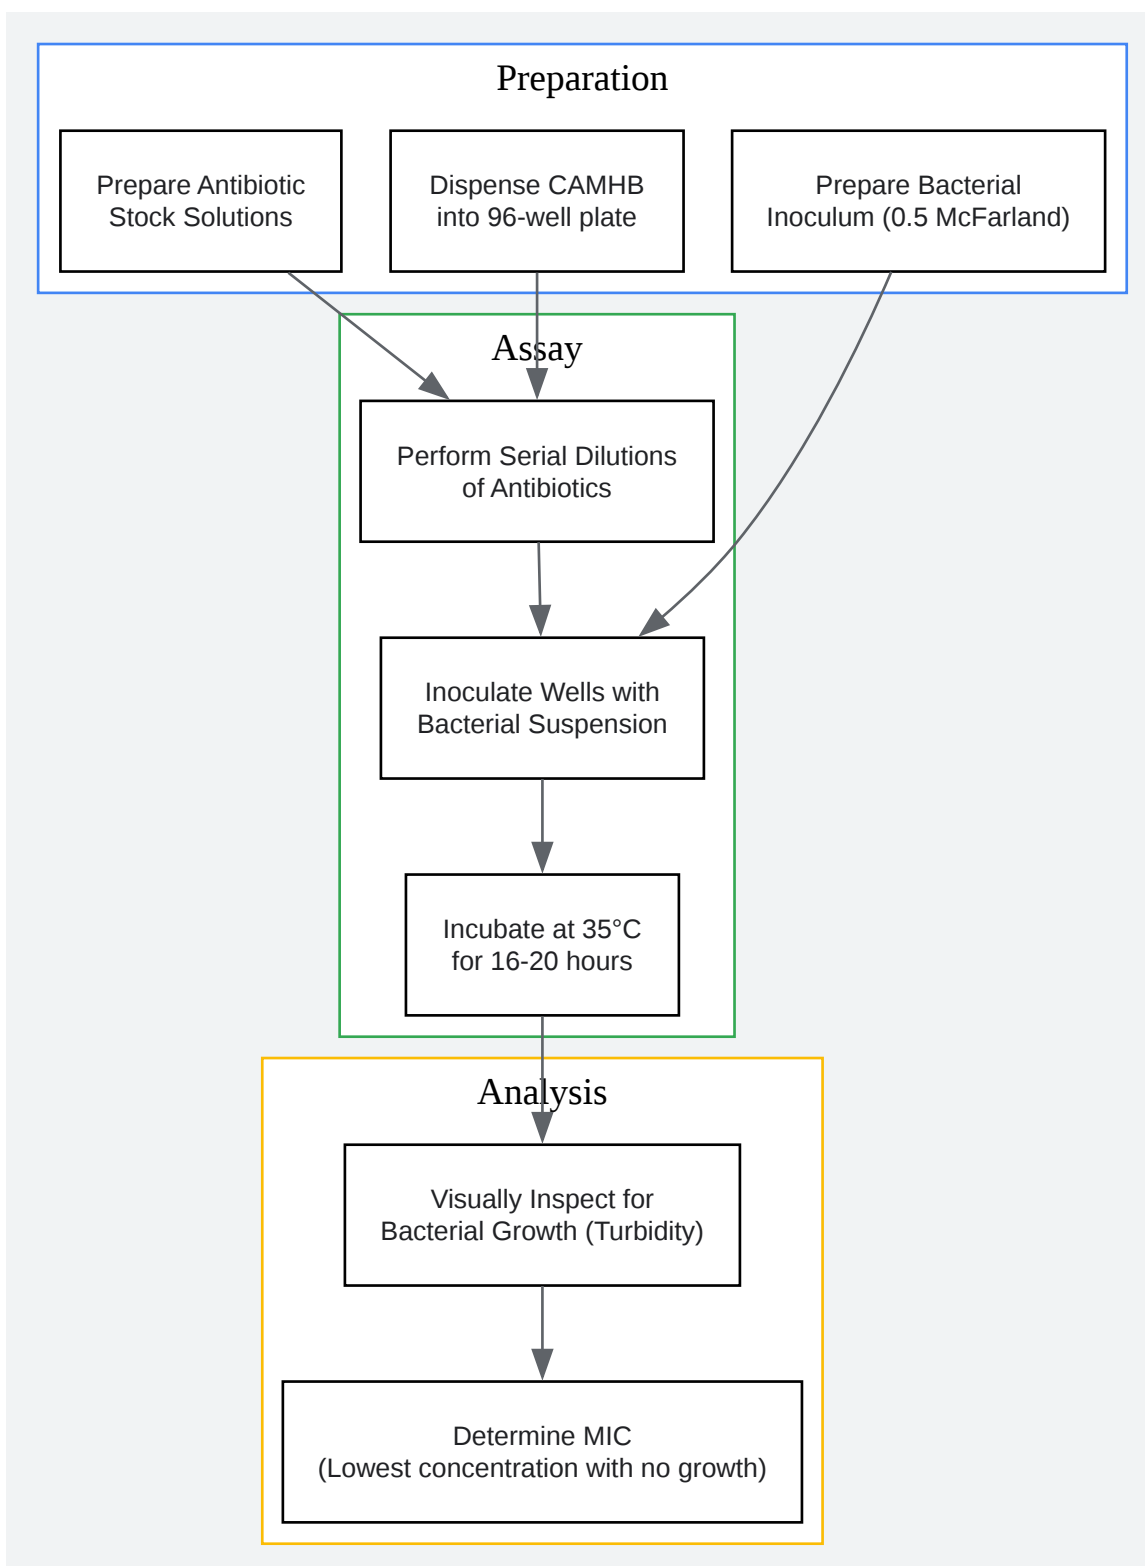 Preparation
Prepare Antibiotic
Stock Solutions
Dispense CAMHB
into 96-well plate
Prepare Bacterial
Inoculum (0.5 McFarland)
Assay
Perform Serial Dilutions
of Antibiotics
Inoculate Wells with
Bacterial Suspension
Incubate at 35°C
for 16-20 hours
Analysis
Visually Inspect for
Bacterial Growth (Turbidity)
Determine MIC
(Lowest concentration with no growth)